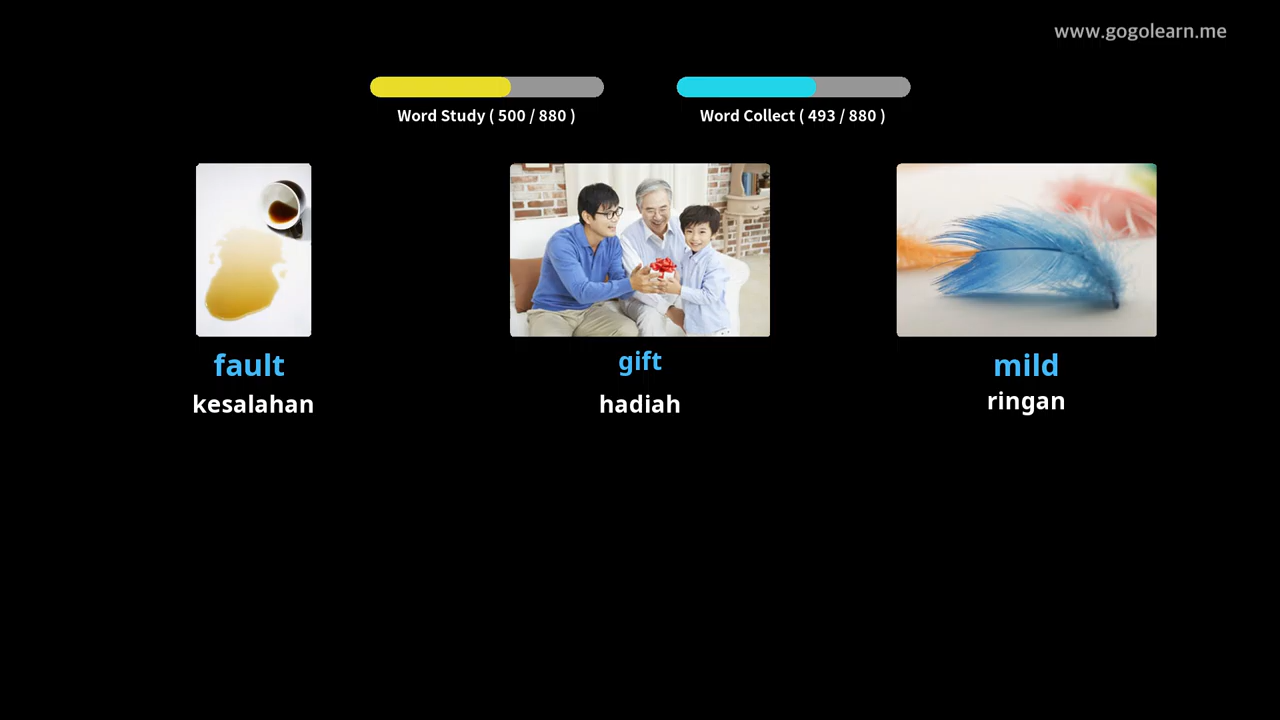 www.gogolearn.me
Word Study ( 500 / 880 )
Word Collect ( 493 / 880 )
fault
kesalahan
gift
hadiah
mild
ringan